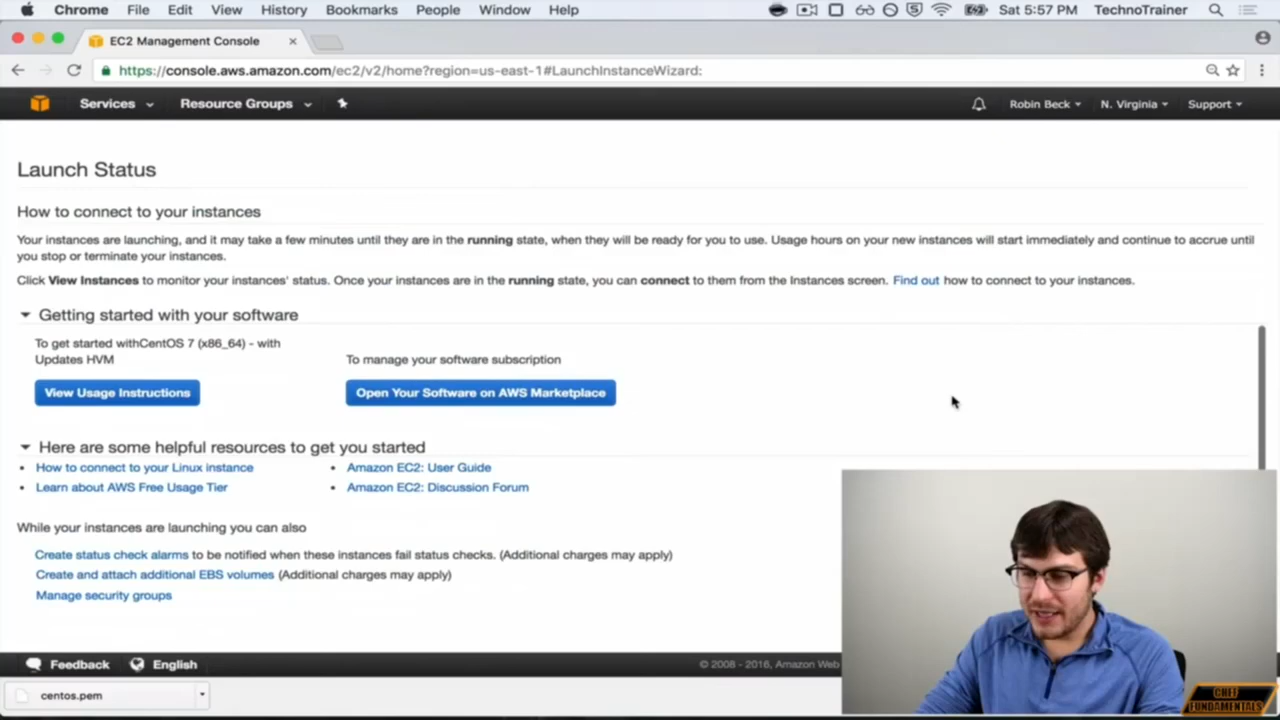 Chrome File Edit View History Bookmarks People Window Help Sat 5:57 PM TechnoTrainer
EC2 Management Console
https://console.aws.amazon.com/ec2/v2/home?region=us-east-1#LaunchInstanceWizard:
Services Resource Groups Robin Beck N. Virginia Support
Launch Status
How to connect to your instances
Your instances are launching, and it may take a few minutes until they are in the running state, when they will be ready for you to use. Usage hours on your new instances will start immediately and continue to accrue until
you stop or terminate your instances.
Click View Instances to monitor your instances' status. Once your instances are in the running state, you can connect to them from the Instances screen. Find out how to connect to your instances.
Getting started with your software
To get started withCentOS 7 (x86_64) - with
Updates HVM
To manage your software subscription
View Usage Instructions Open Your Software on AWS Marketplace
Here are some helpful resources to get you started
• How to connect to your Linux instance • Amazon EC2: User Guide
• Learn about AWS Free Usage Tier • Amazon EC2: Discussion Forum
While your instances are launching you can also
Create status check alarms to be notified when these instances fail status checks. (Additional charges may apply)
Create and attach additional EBS volumes (Additional charges may apply)
Manage security groups
Feedback English © 2008 - 2016, Amazon Web
centos.pem
CHEF
FUNDAMENTALS